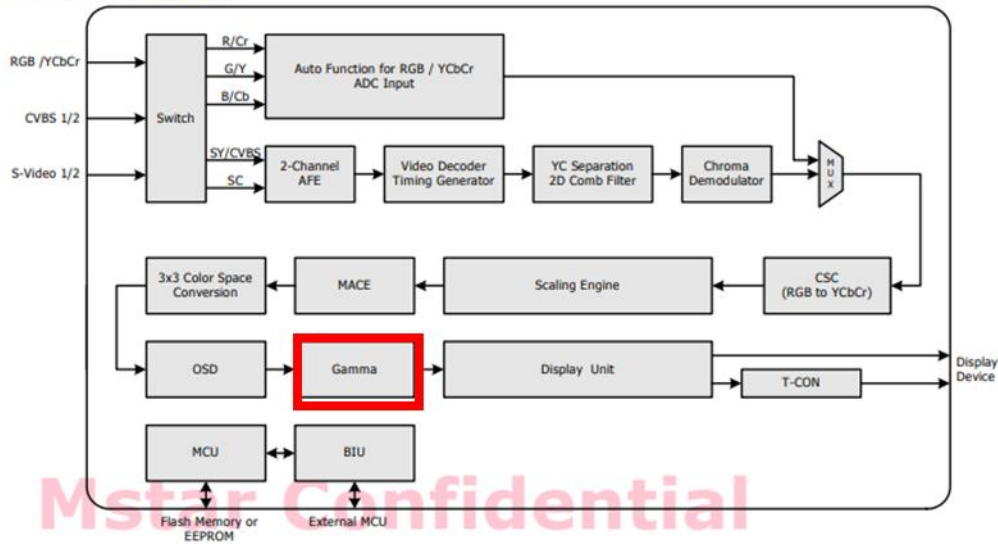 RGB /YCbCr
CVBS 1/2
S-Video 1/2
Switch
R/Cr
G/Y
B/Cb
SY/CVBS
SC
Auto Function for RGB / YCbCr
ADC Input
2-Channel
AFE
Video Decoder
Timing Generator
YC Separation
2D Comb Filter
Chroma
Demodulator
MUX
3x3 Color Space
Conversion
MACE
Scaling Engine
CSC
(RGB to YCbCr)
OSD
Gamma
Display Unit
T-CON
Display
Device
MCU
BIU
Mstar Confidential
Flash Memory or
EEPROM
External MCU